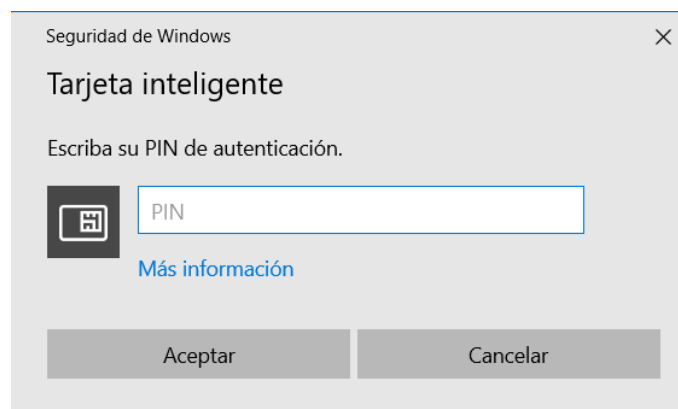 Seguridad de Windows
Tarjeta inteligente
Escriba su PIN de autenticación.
PIN
Más información
Aceptar
Cancelar